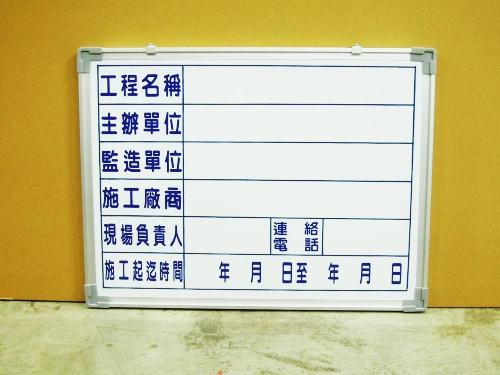 工程名稱
主辦單位
監造單位
施工廠商
現場負責人 連絡電話
施工起迄時間 年 月 日至 年 月 日